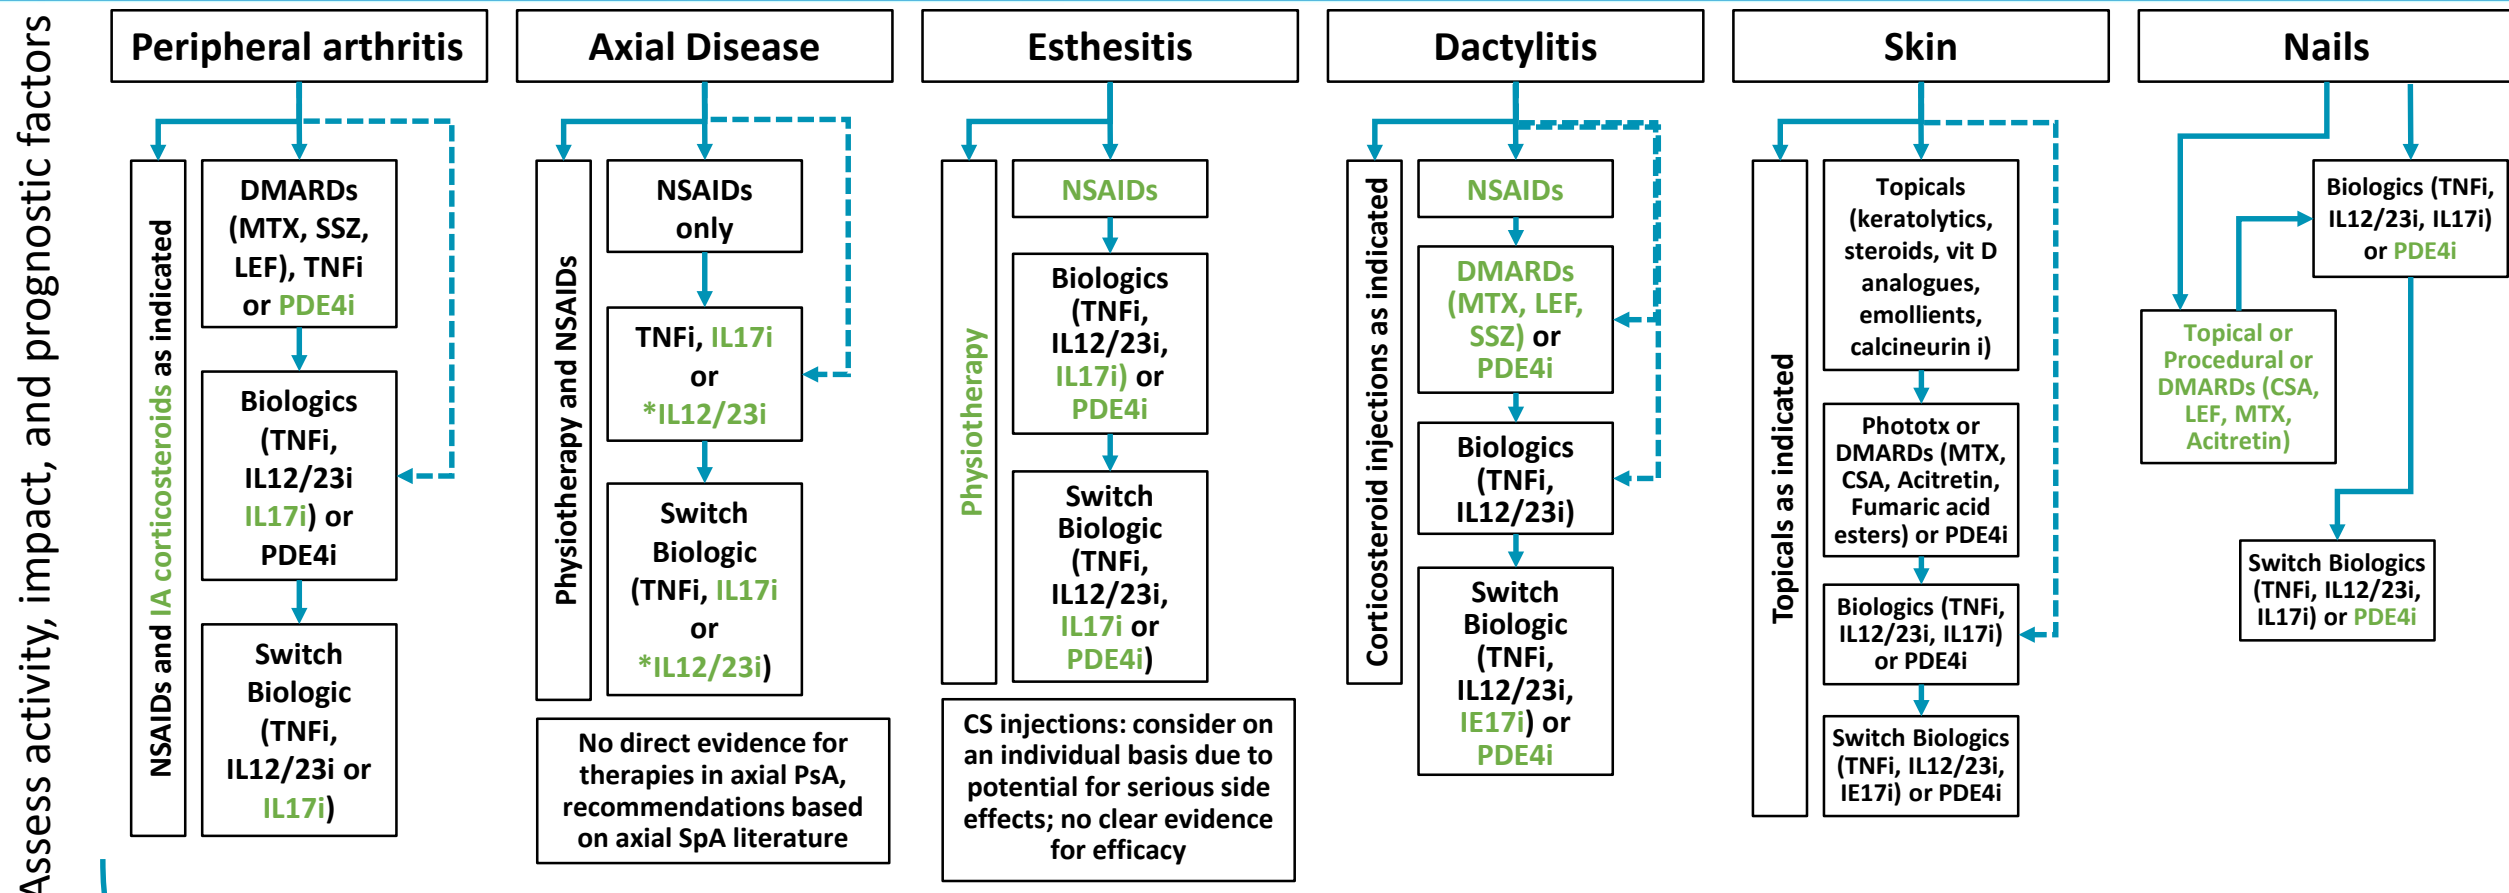 Assess activity, impact, and prognostic factors
Peripheral arthritis
NSAIDs and IA corticosteroids as indicated
DMARDs
(MTX, SSZ,
LEF), TNFi
or PDE4i
Biologics
(TNFi,
IL12/23i
IL17i) or
PDE4i
Switch
Biologic
(TNFi,
IL12/23i or
IL17i)
Axial Disease
Physiotherapy and NSAIDs
NSAIDs
only
TNFi, IL17i
or
*IL12/23i
Switch
Biologic
(TNFi, IL17i
or
*IL12/23i)
No direct evidence for
therapies in axial PsA,
recommendations based
on axial SpA literature
Esthesitis
Physiotherapy
NSAIDs
Biologics
(TNFi,
IL12/23i,
IL17i) or
PDE4i
Switch
Biologic
(TNFi,
IL12/23i,
IL17i or
PDE4i)
CS injections: consider on
an individual basis due to
potential for serious side
effects; no clear evidence
for efficacy
Dactylitis
Corticosteroid injections as indicated
NSAIDs
DMARDs
(MTX, LEF,
SSZ) or
PDE4i
Biologics
(TNFi,
IL12/23i)
Switch
Biologic
(TNFi,
IL12/23i,
IE17i) or
PDE4i
Skin
Topicals as indicated
Topicals
(keratolytics,
steroids, vit D
analogues,
emollients,
calcineurin i)
Phototx or
DMARDs (MTX,
CSA, Acitretin,
Fumaric acid
esters) or PDE4i
Biologics (TNFi,
IL12/23i, IL17i)
or PDE4i
Switch Biologics
(TNFi, IL12/23i,
IE17i) or PDE4i
Nails
Topical or
Procedural or
DMARDs (CSA,
LEF, MTX,
Acitretin)
Biologics (TNFi,
IL12/23i, IL17i)
or PDE4i
Switch Biologics
(TNFi, IL12/23i,
IL17i) or PDE4i